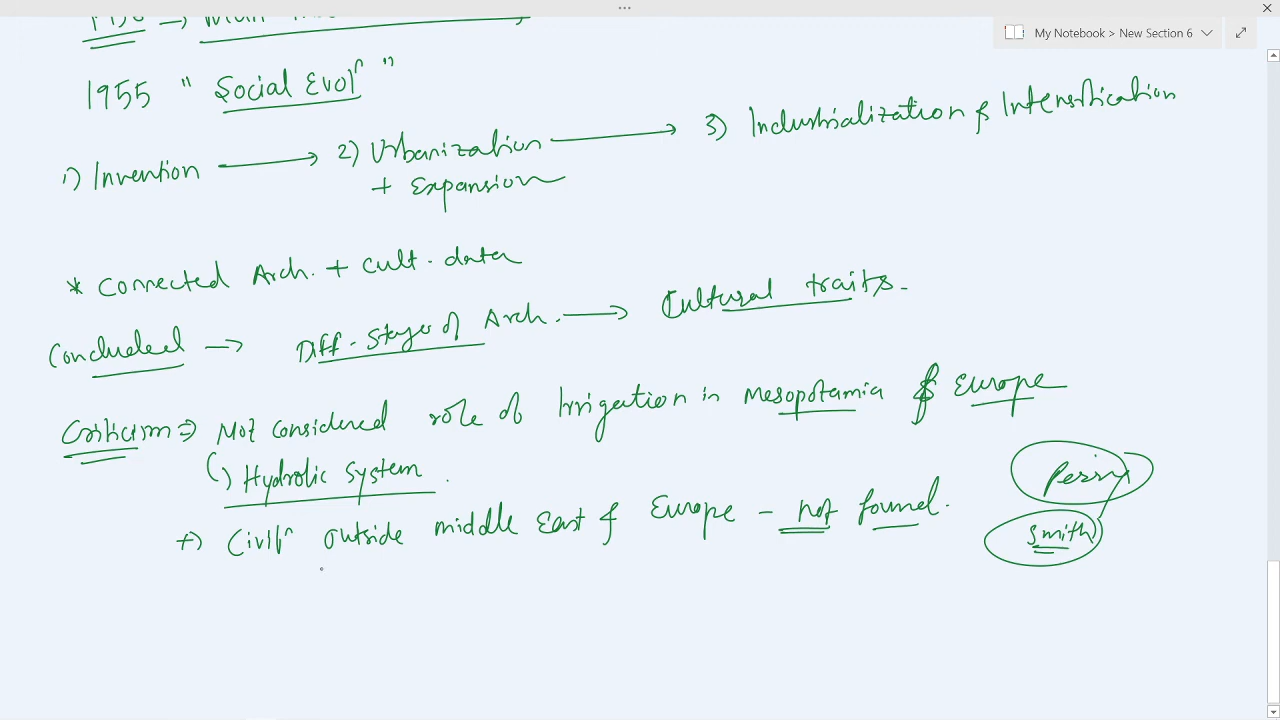 My Notebook > New Section 6
1955 " Social Evolⁿ "
1) Invention → 2) Urbanization + Expansion → 3) Industrialization & Intensification
* Connected Arch. + cult. data
Concluded → Diff. Stages of Arch. → Cultural traits.
Criticism ⇒ Not considered role of Irrigation in Mesopotamia & Europe
() Hydrolic System.
+) Civilⁿ outside middle East & Europe - not found.
Perry
Smith